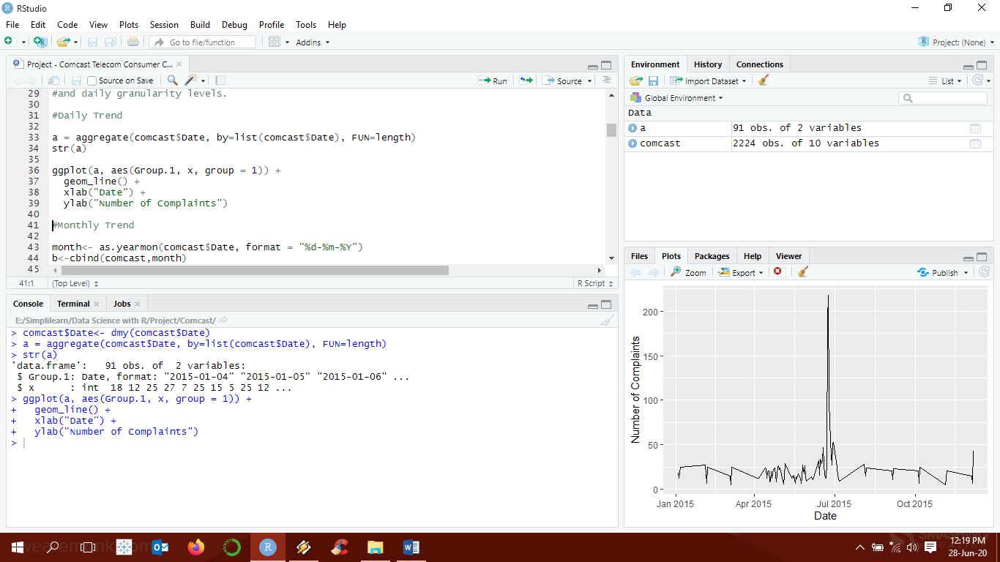 RStudio
File Edit Code View Plots Session Build Debug Profile Tools Help
Go to file/function Addins Project: (None)
Project - Comcast Telecom Consumer C...
Source on Save Run Source
29 #and daily granularity levels.
30
31 #Daily Trend
32
33 a = aggregate(comcast$Date, by=list(comcast$Date), FUN=length)
34 str(a)
35
36 ggplot(a, aes(Group.1, x, group = 1)) +
37 geom_line() +
38 xlab("Date") +
39 ylab("Number of Complaints")
40
41 #Monthly Trend
42
43 month<- as.yearmon(comcast$Date, format = "%d-%m-%Y")
44 b<-cbind(comcast,month)
45
41:1 (Top Level) R Script
Console Terminal Jobs
E:/Simplilearn/Data Science with R/Project/Comcast/
> comcast$Date<- dmy(comcast$Date)
> a = aggregate(comcast$Date, by=list(comcast$Date), FUN=length)
> str(a)
'data.frame': 91 obs. of 2 variables:
$ Group.1: Date, format: "2015-01-04" "2015-01-05" "2015-01-06" ...
$ x : int 18 12 25 27 7 25 15 5 25 12 ...
> ggplot(a, aes(Group.1, x, group = 1)) +
+ geom_line() +
+ xlab("Date") +
+ ylab("Number of Complaints")
>
Environment History Connections
Import Dataset List
Global Environment
Data
a 91 obs. of 2 variables
comcast 2224 obs. of 10 variables
Files Plots Packages Help Viewer
Zoom Export Publish
Number of Complaints
200
150
100
50
0
Jan 2015 Apr 2015 Jul 2015 Oct 2015
Date
12:19 PM
28-Jun-20